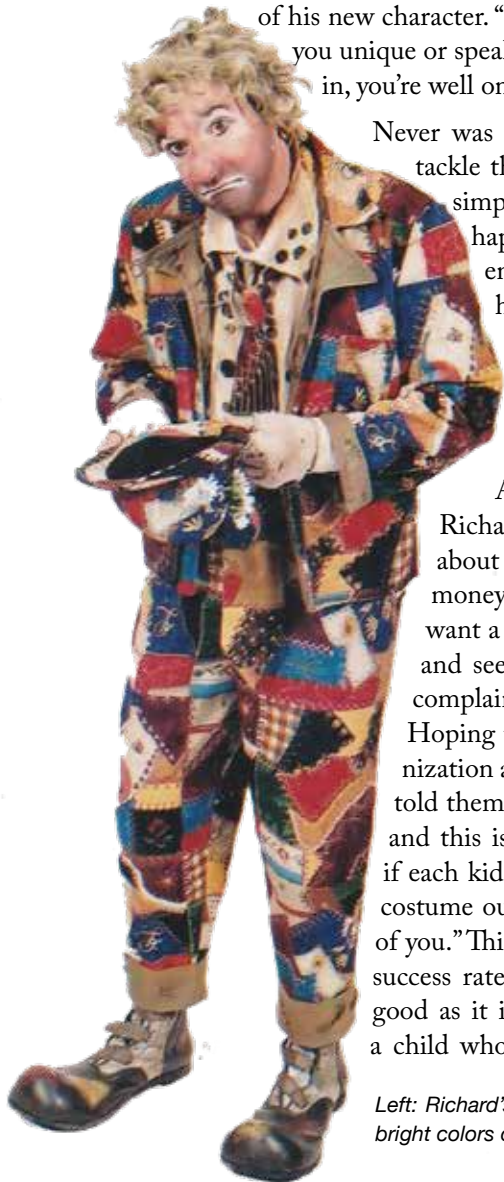 of his new character. “
you unique or speak
in, you’re well on
Never was
tackle th
simp
hap
en
h
A
Richa
about
money
want a
and see
complain
Hoping
nization a
told them
and this is
if each kid
costume ou
of you.” Thi
success rate
good as it i
a child who
Left: Richard’
bright colors o